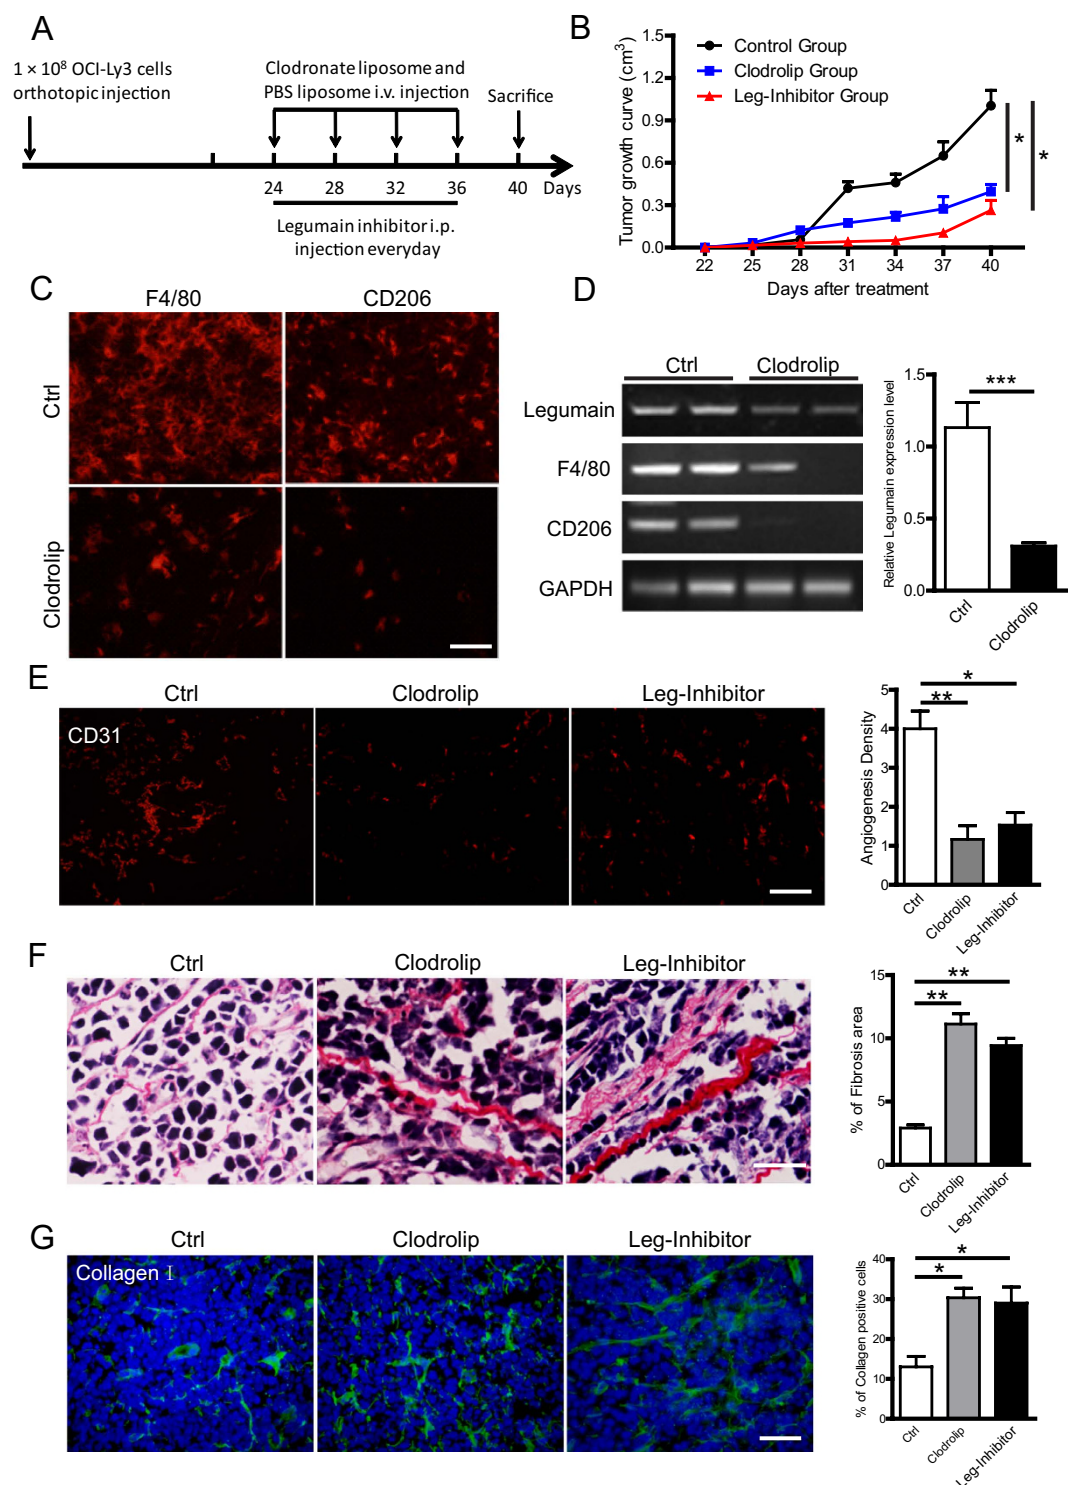 A
1 × 10⁸ OCI-Ly3 cells
orthotopic injection
Clodronate liposome and
PBS liposome i.v. injection
Sacrifice
24 28 32 36 40 Days
Legumain inhibitor i.p.
injection everyday
B
Tumor growth curve (cm³)
1.5
1.2
0.9
0.6
0.3
0.0
Control Group
Clodrolip Group
Leg-Inhibitor Group
*
*
22 25 28 31 34 37 40
Days after treatment
C
F4/80 CD206
Ctrl
Clodrolip
D
Ctrl Clodrolip
Legumain
F4/80
CD206
GAPDH
Relative Legumain expression level
1.5
1.0
0.5
0.0
***
Ctrl
Clodrolip
E
Ctrl Clodrolip Leg-Inhibitor
CD31
Angiogenesis Density
5
4
3
2
1
0
*
**
Ctrl
Clodrolip
Leg-Inhibitor
F
Ctrl Clodrolip Leg-Inhibitor
% of Fibrosis area
15
10
5
0
**
**
Ctrl
Clodrolip
Leg-Inhibitor
G
Ctrl Clodrolip Leg-Inhibitor
Collagen I
% of Collagen positive cells
40
30
20
10
0
*
*
Ctrl
Clodrolip
Leg-Inhibitor